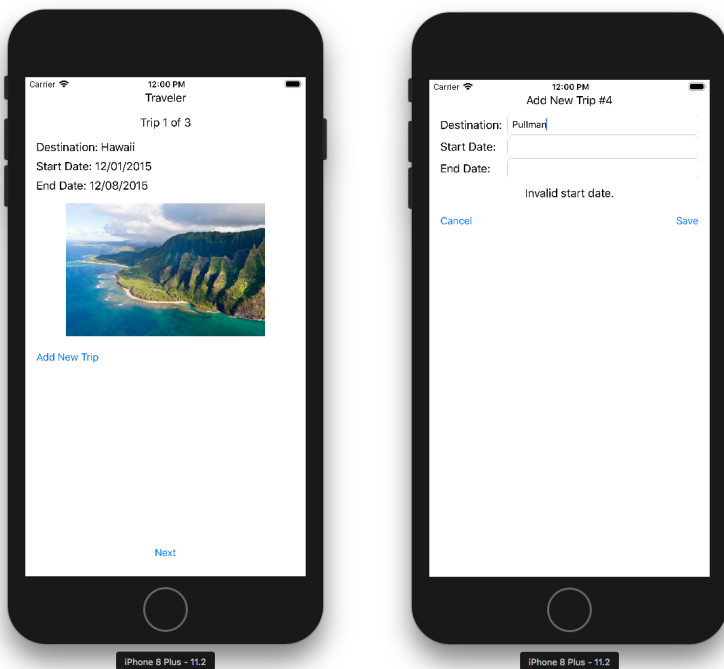 Carrier 12:00 PM
Traveler
Trip 1 of 3
Destination: Hawaii
Start Date: 12/01/2015
End Date: 12/08/2015
Add New Trip
Next
iPhone 8 Plus - 11.2
Carrier 12:00 PM
Add New Trip #4
Destination: Pullman
Start Date:
End Date:
Invalid start date.
Cancel Save
iPhone 8 Plus - 11.2